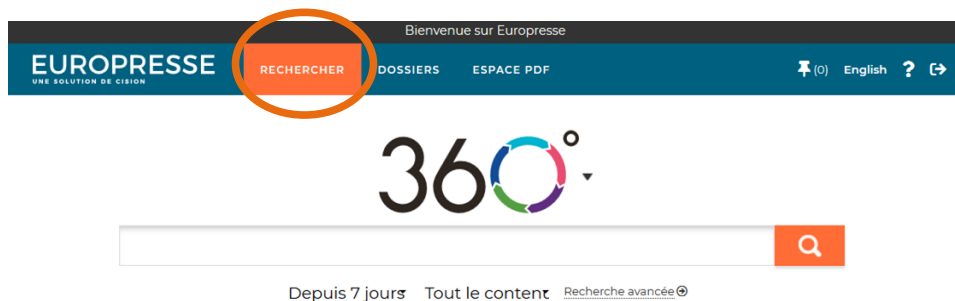 Bienvenue sur Europresse
EUROPRESSE
UNE SOLUTION DE CISION
RECHERCHER DOSSIERS ESPACE PDF (0) English ?
360°
Depuis 7 jours Tout le content Recherche avancée